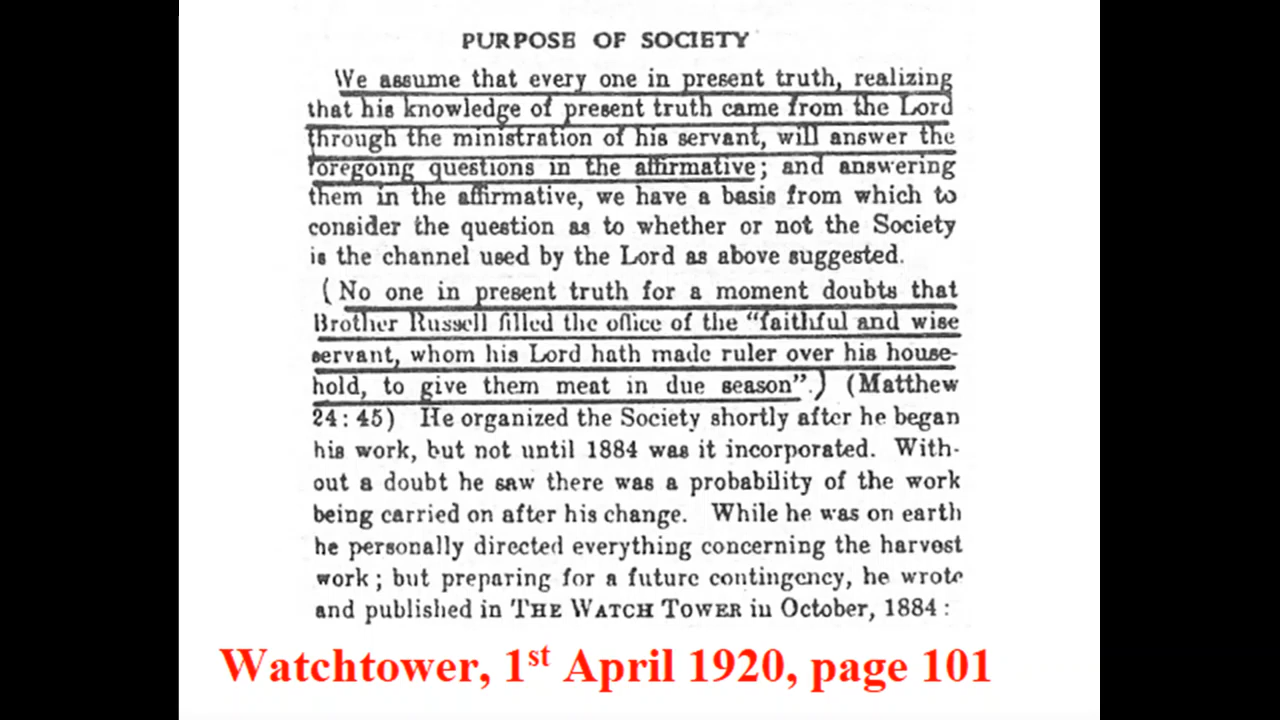 PURPOSE OF SOCIETY
We assume that every one in present truth, realizing
that his knowledge of present truth came from the Lord
through the ministration of his servant, will answer the
foregoing questions in the affirmative; and answering
them in the affirmative, we have a basis from which to
consider the question as to whether or not the Society
is the channel used by the Lord as above suggested.
(No one in present truth for a moment doubts that
Brother Russell filled the office of the "faithful and wise
servant, whom his Lord hath made ruler over his house-
hold, to give them meat in due season".) (Matthew
24:45) He organized the Society shortly after he began
his work, but not until 1884 was it incorporated. With-
out a doubt he saw there was a probability of the work
being carried on after his change. While he was on earth
he personally directed everything concerning the harvest
work; but preparing for a future contingency, he wrote
and published in THE WATCH TOWER in October, 1884:
Watchtower, 1st April 1920, page 101